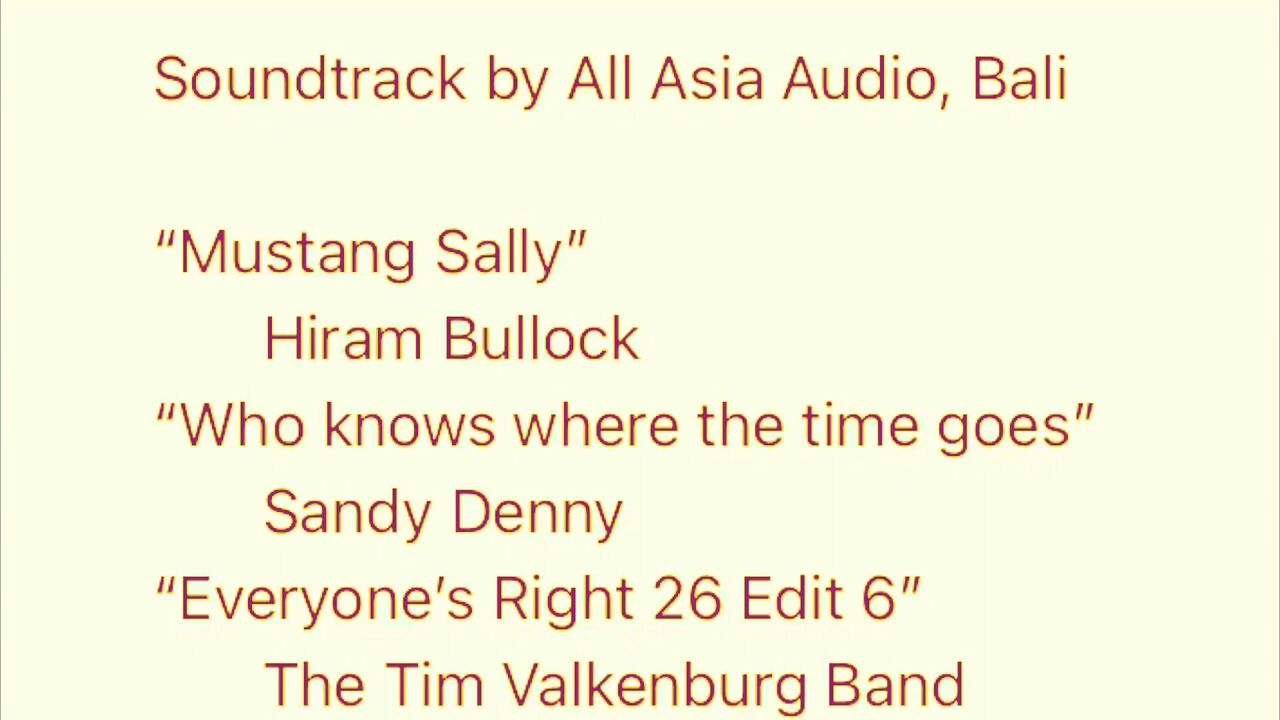 Soundtrack by All Asia Audio, Bali
“Mustang Sally”
Hiram Bullock
“Who knows where the time goes”
Sandy Denny
“Everyone’s Right 26 Edit 6”
The Tim Valkenburg Band